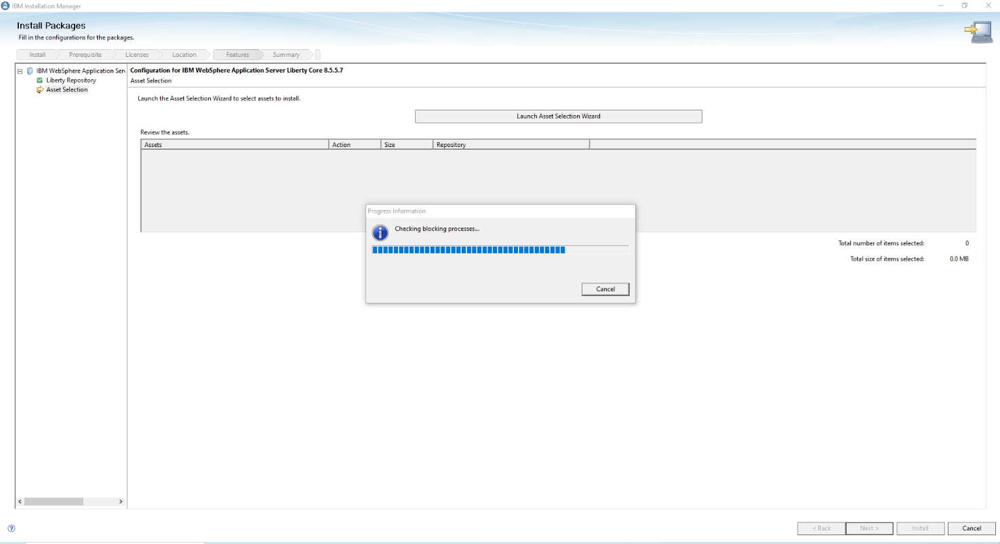 IBM Installation Manager
Install Packages
Fill in the configurations for the packages.
Install Prerequisite Licenses Location Features Summary
IBM WebSphere Application Serv
Liberty Repository
Asset Selection
Configuration for IBM WebSphere Application Server Liberty Core 8.5.5.7
Asset Selection
Launch the Asset Selection Wizard to select assets to install.
Launch Asset Selection Wizard
Review the assets.
Assets Action Size Repository
Progress Information
Checking blocking processes...
Cancel
Total number of items selected: 0
Total size of items selected: 0.0 MB
< Back Next > Install Cancel